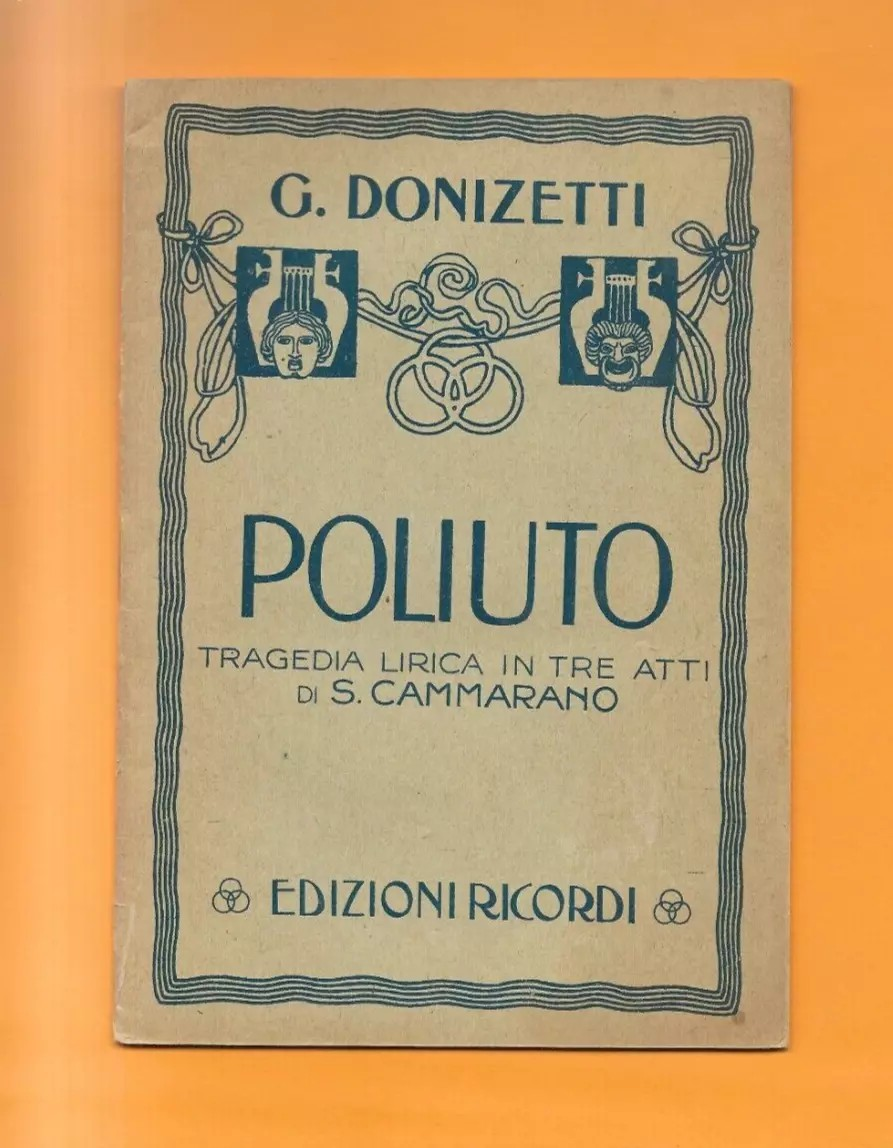 G. DONIZETTI
POLIUTO
TRAGEDIA LIRICA IN TRE ATTI
DI S. CAMMARANO
EDIZIONI RICORDI